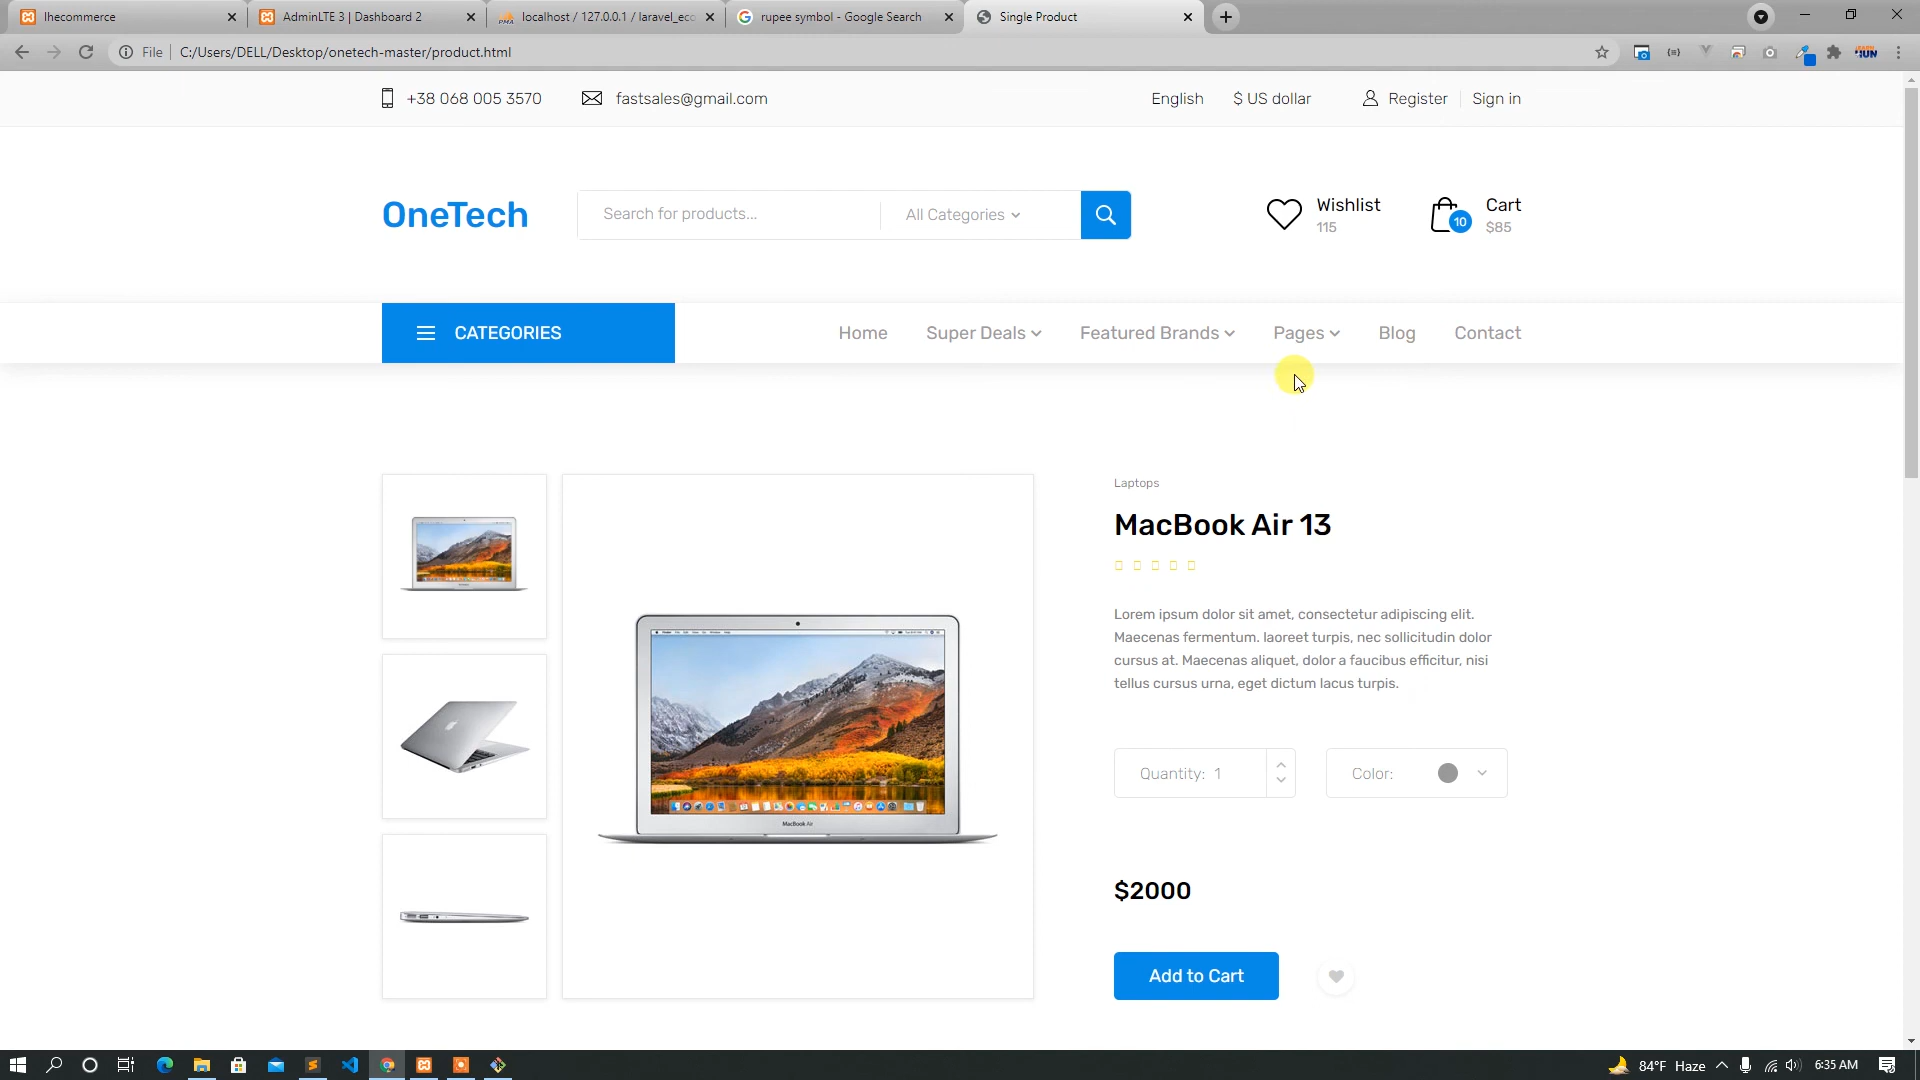 lhecommerce
AdminLTE 3 | Dashboard 2
localhost / 127.0.0.1 / laravel_eco
rupee symbol - Google Search
Single Product
File
C:/Users/DELL/Desktop/onetech-master/product.html
+38 068 005 3570
fastsales@gmail.com
English
$ US dollar
Register
Sign in
OneTech
Search for products...
All Categories
Wishlist
115
10
Cart
$85
CATEGORIES
Home
Super Deals
Featured Brands
Pages
Blog
Contact
Laptops
MacBook Air 13
Lorem ipsum dolor sit amet, consectetur adipiscing elit.
Maecenas fermentum. laoreet turpis, nec sollicitudin dolor
cursus at. Maecenas aliquet, dolor a faucibus efficitur, nisi
tellus cursus urna, eget dictum lacus turpis.
Quantity: 1
Color:
MacBook Air
$2000
Add to Cart
84°F Haze
6:35 AM